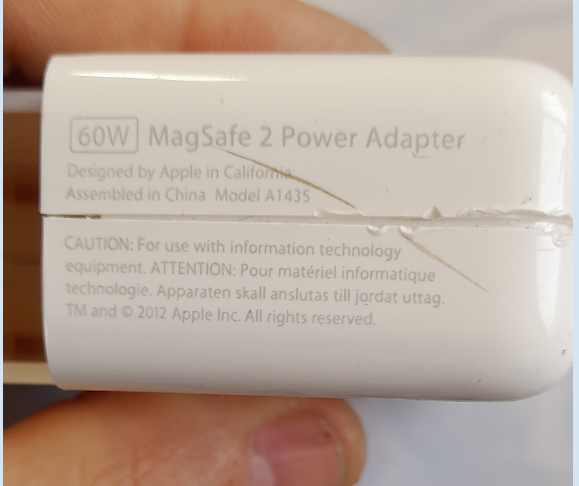 60W MagSafe 2 Power Adapter
Designed by Apple in California
Assembled in China Model A1435
CAUTION: For use with information technology
equipment. ATTENTION: Pour matériel informatique
technologie. Apparaten skall anslutas till jordat uttag.
TM and © 2012 Apple Inc. All rights reserved.